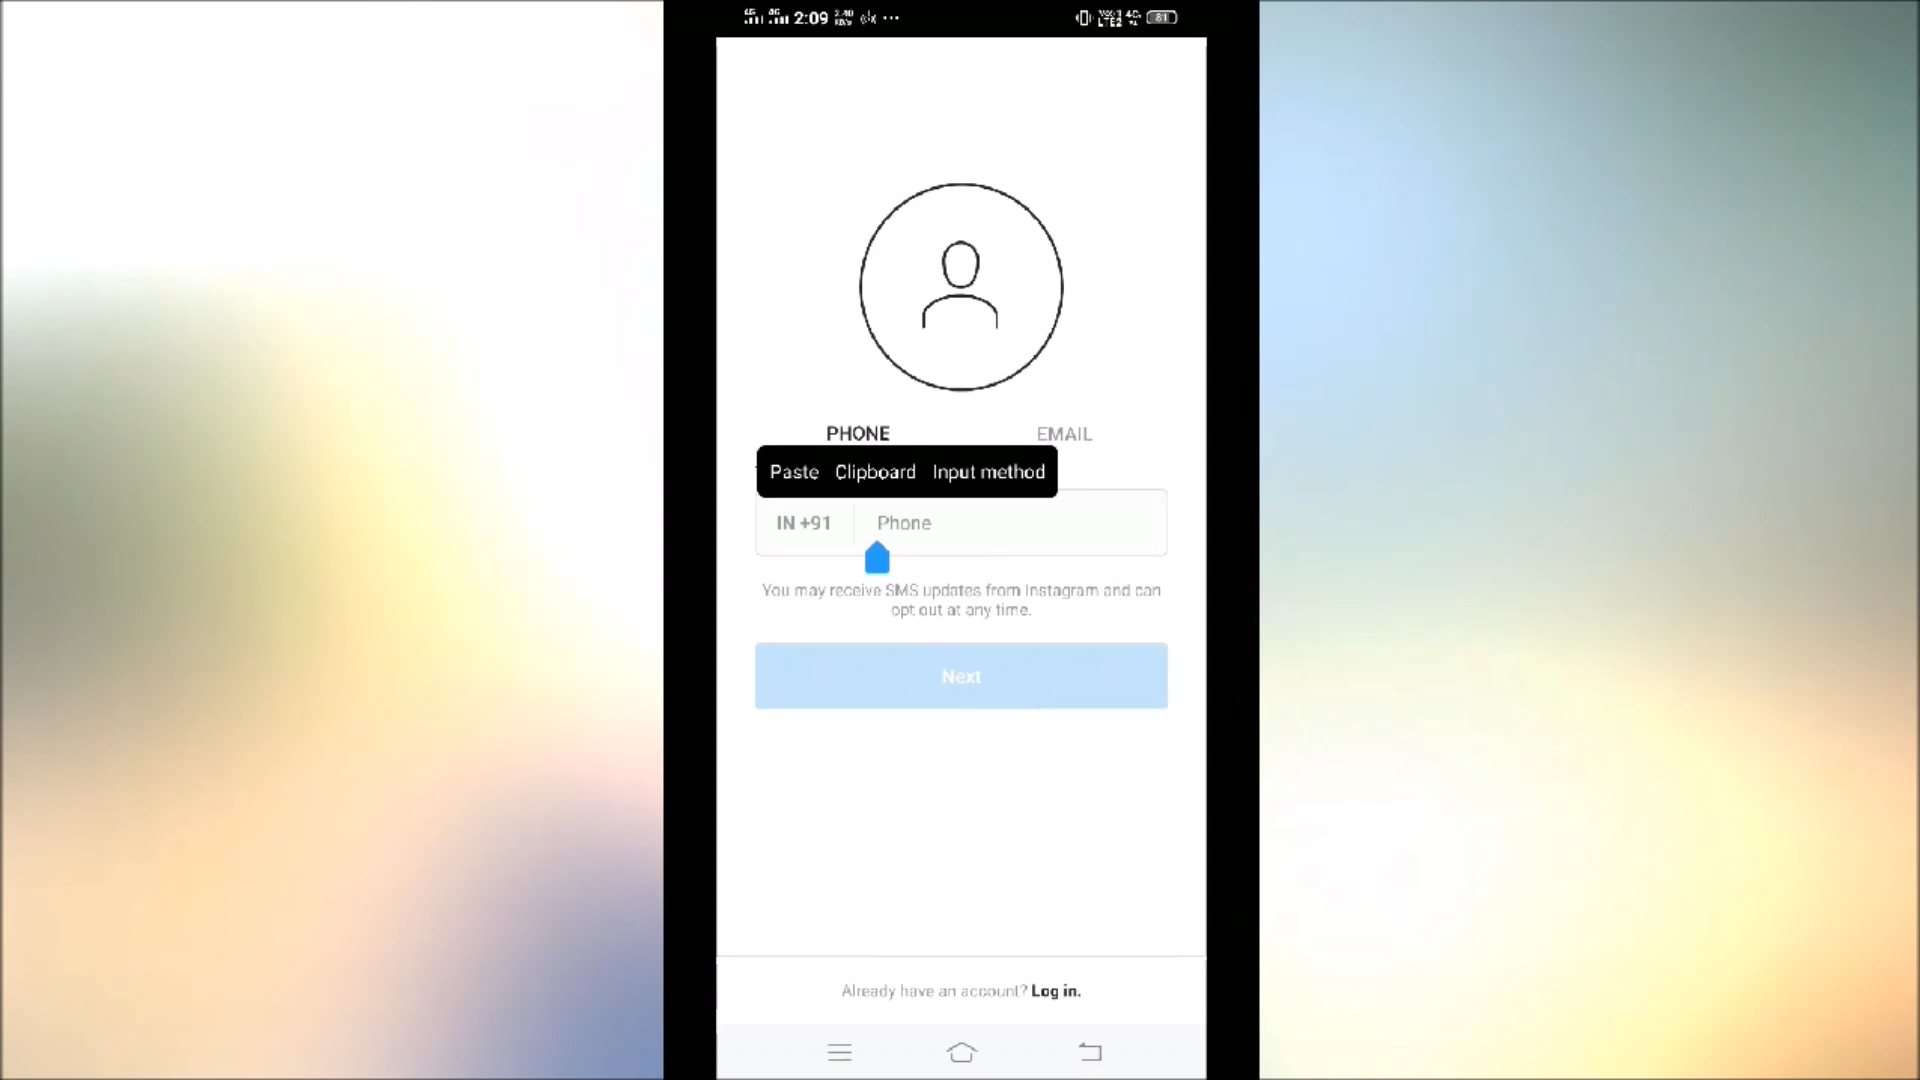 2:09
PHONE EMAIL
Paste Clipboard Input method
IN +91 Phone
You may receive SMS updates from Instagram and can
opt out at any time.
Next
Already have an account? Log in.